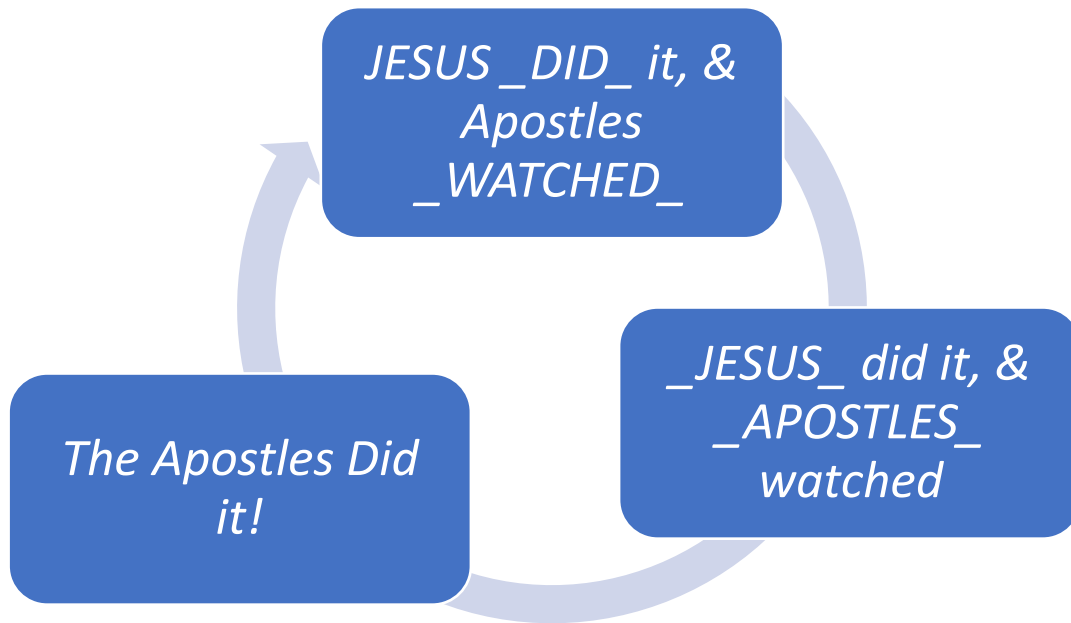 JESUS _DID_ it, &
Apostles
_WATCHED_
_JESUS_ did it, &
_APOSTLES_
watched
The Apostles Did
it!